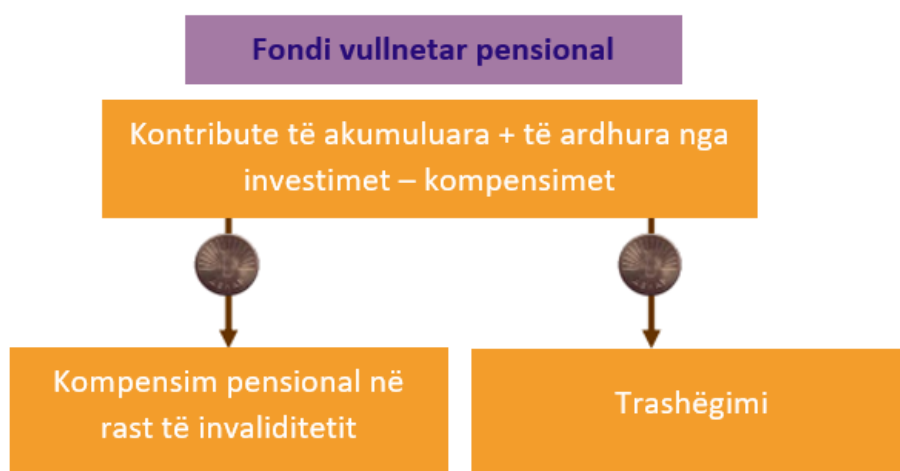 Fondi vullnetar pensional
Kontribute të akumuluara + të ardhura nga
investimet – kompensimet
Kompensim pensional në
rast të invaliditetit
Trashëgimi